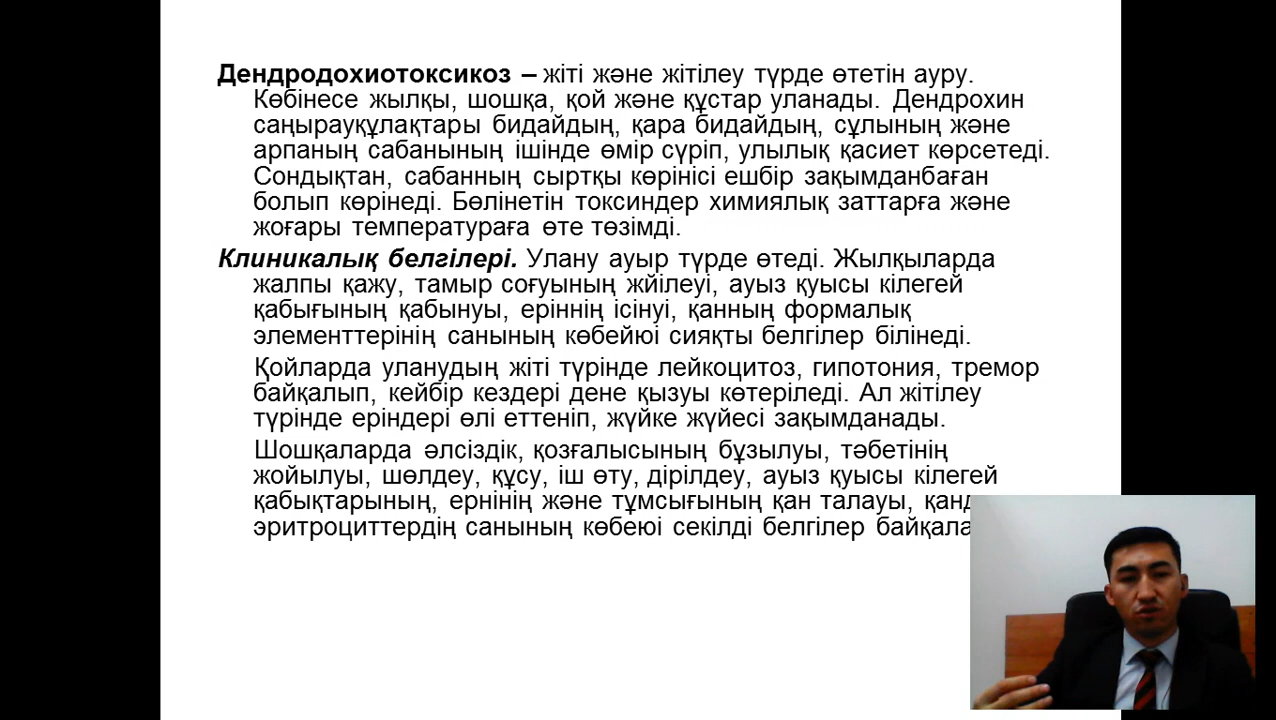 Дендродохиотоксикоз – жіті және жітілеу түрде өтетін ауру.
Көбінесе жылқы, шошқа, қой және құстар уланады. Дендрохин
саңырауқұлақтары бидайдың, қара бидайдың, сұлының және
арпаның сабанының ішінде өмір сүріп, улылық қасиет көрсетеді.
Сондықтан, сабанның сыртқы көрінісі ешбір зақымданбаған
болып көрінеді. Бөлінетін токсиндер химиялық заттарға және
жоғары температураға өте төзімді.
Клиникалық белгілері. Улану ауыр түрде өтеді. Жылқыларда
жалпы қажу, тамыр соғуының жйілеуі, ауыз қуысы кілегей
қабығының қабынуы, еріннің ісінуі, қанның формалық
элементтерінің санының көбейюі сияқты белгілер білінеді.
Қойларда уланудың жіті түрінде лейкоцитоз, гипотония, тремор
байқалып, кейбір кездері дене қызуы көтеріледі. Ал жітілеу
түрінде еріндері өлі еттеніп, жүйке жүйесі зақымданады.
Шошқаларда әлсіздік, қозғалысының бұзылуы, тәбетінің
жойылуы, шөлдеу, құсу, іш өту, дірілдеу, ауыз қуысы кілегей
қабықтарының, ернінің және тұмсығының қан талауы,
эритроциттердің санының көбеюі секілді белгілер